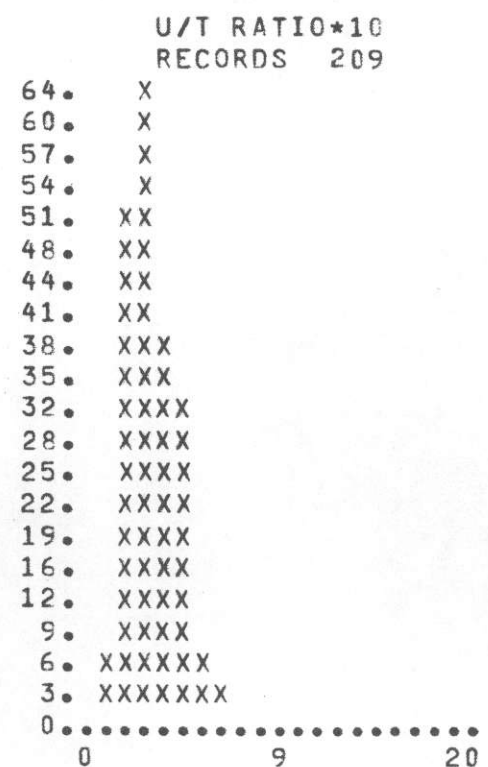 U/T RATIO*10
RECORDS 209
64. X
60. X
57. X
54. X
51. XX
48. XX
44. XX
41. XX
38. XXX
35. XXX
32. XXXX
28. XXXX
25. XXXX
22. XXXX
19. XXXX
16. XXXX
12. XXXX
9. XXXX
6. XXXXXX
3. XXXXXXX
0......................
0 9 20